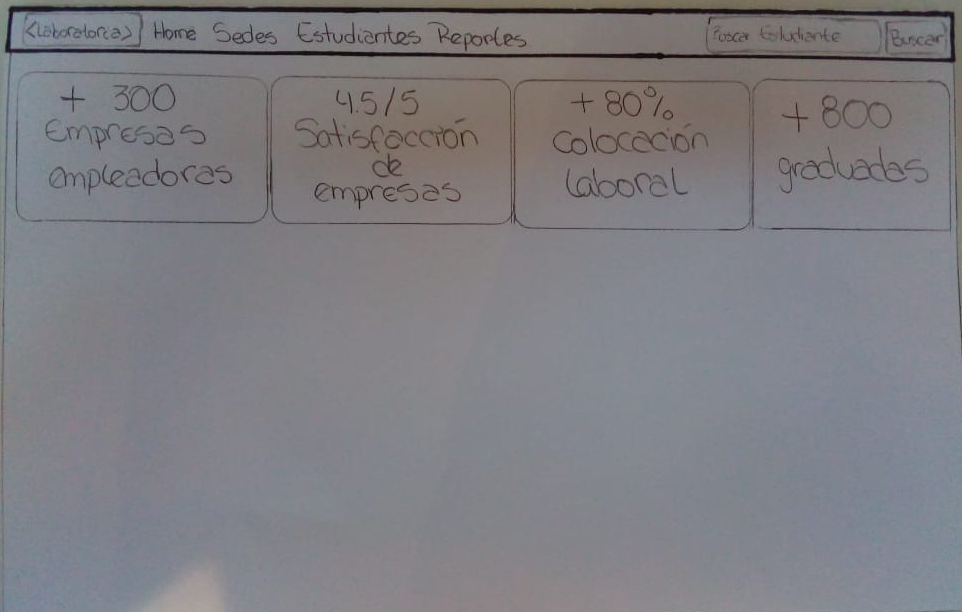 <Laboratoria> Home Sedes Estudiantes Reportes Buscar Estudiante Buscar
+ 300
Empresas
empleadoras
4.5/5
Satisfacción
de
empresas
+ 80%
Colocación
laboral
+ 800
graduadas